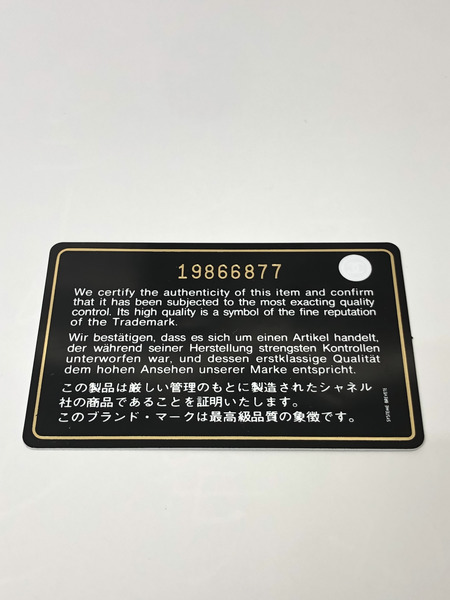 19866877
We certify the authenticity of this item and confirm
that it has been subjected to the most exacting quality
control. Its high quality is a symbol of the fine reputation
of the Trademark.
Wir bestätigen, dass es sich um einen Artikel handelt,
der während seiner Herstellung strengsten Kontrollen
unterworfen war, und dessen erstklassige Qualität
dem hohen Ansehen unserer Marke entspricht.
この製品は厳しい管理のもとに製造されたシャネル
社の商品であることを証明いたします。
このブランド・マークは最高級品質の象徴です。
SYSTEME BREVETE